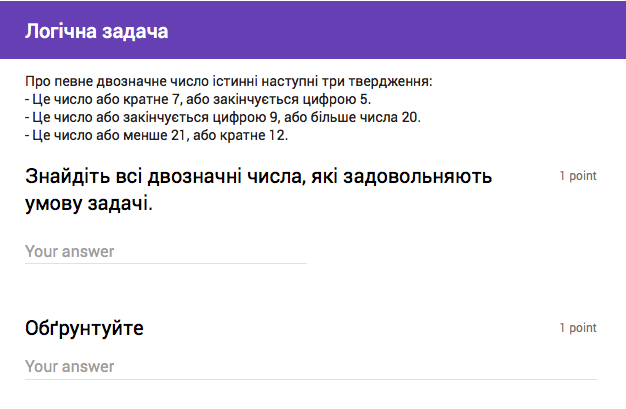 Логічна задача
Про певне двозначне число істинні наступні три твердження:
- Це число або кратне 7, або закінчується цифрою 5.
- Це число або закінчується цифрою 9, або більше числа 20.
- Це число або менше 21, або кратне 12.
Знайдіть всі двозначні числа, які задовольняють
1 point
умову задачі.
Your answer
Обґрунтуйте
1 point
Your answer